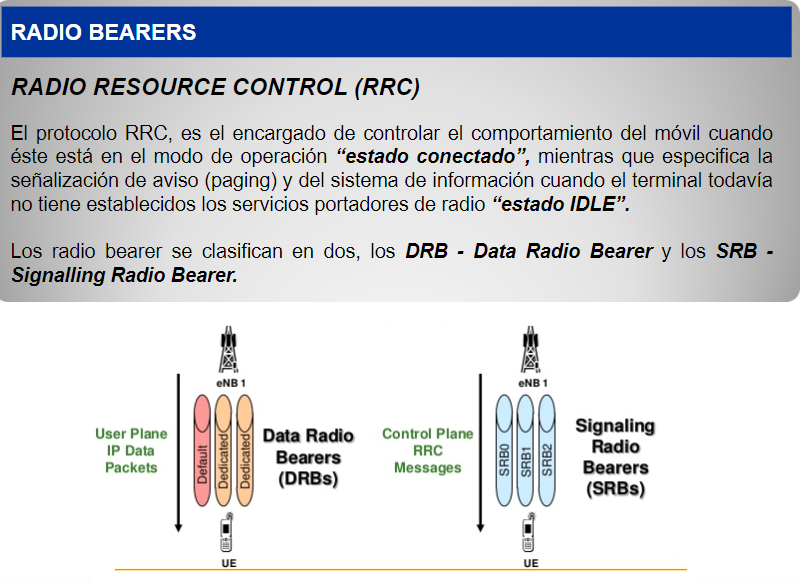 RADIO BEARERS
RADIO RESOURCE CONTROL (RRC)
El protocolo RRC, es el encargado de controlar el comportamiento del móvil cuando
éste está en el modo de operación “estado conectado”, mientras que especifica la
señalización de aviso (paging) y del sistema de información cuando el terminal todavía
no tiene establecidos los servicios portadores de radio “estado IDLE”.
Los radio bearer se clasifican en dos, los DRB - Data Radio Bearer y los SRB -
Signalling Radio Bearer.
eNB 1
User Plane
IP Data
Packets
Default
Dedicated
Dedicated
Data Radio
Bearers
(DRBs)
UE
eNB 1
Control Plane
RRC
Messages
SRB0
SRB1
SRB2
Signaling
Radio
Bearers
(SRBs)
UE